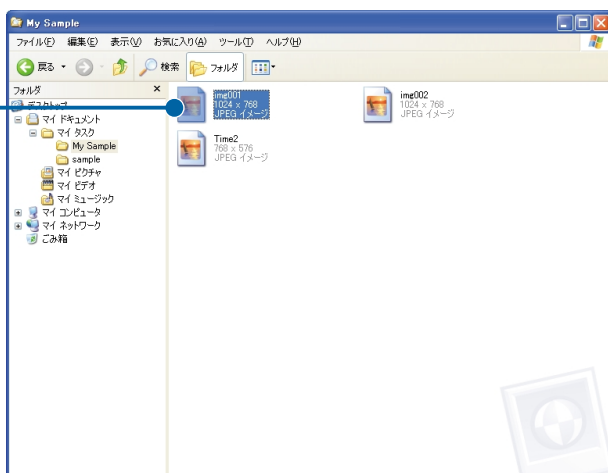 My Sample
ファイル(F) 編集(E) 表示(V) お気に入り(A) ツール(T) ヘルプ(H)
戻る 検索 フォルダ
フォルダ
デスクトップ
マイ ドキュメント
マイ タスク
My Sample
sample
マイ ピクチャ
マイ ビデオ
マイ ミュージック
マイ コンピュータ
マイ ネットワーク
ごみ箱
img001
1024 x 768
JPEG イメージ
img002
1024 x 768
JPEG イメージ
Time2
768 x 576
JPEG イメージ